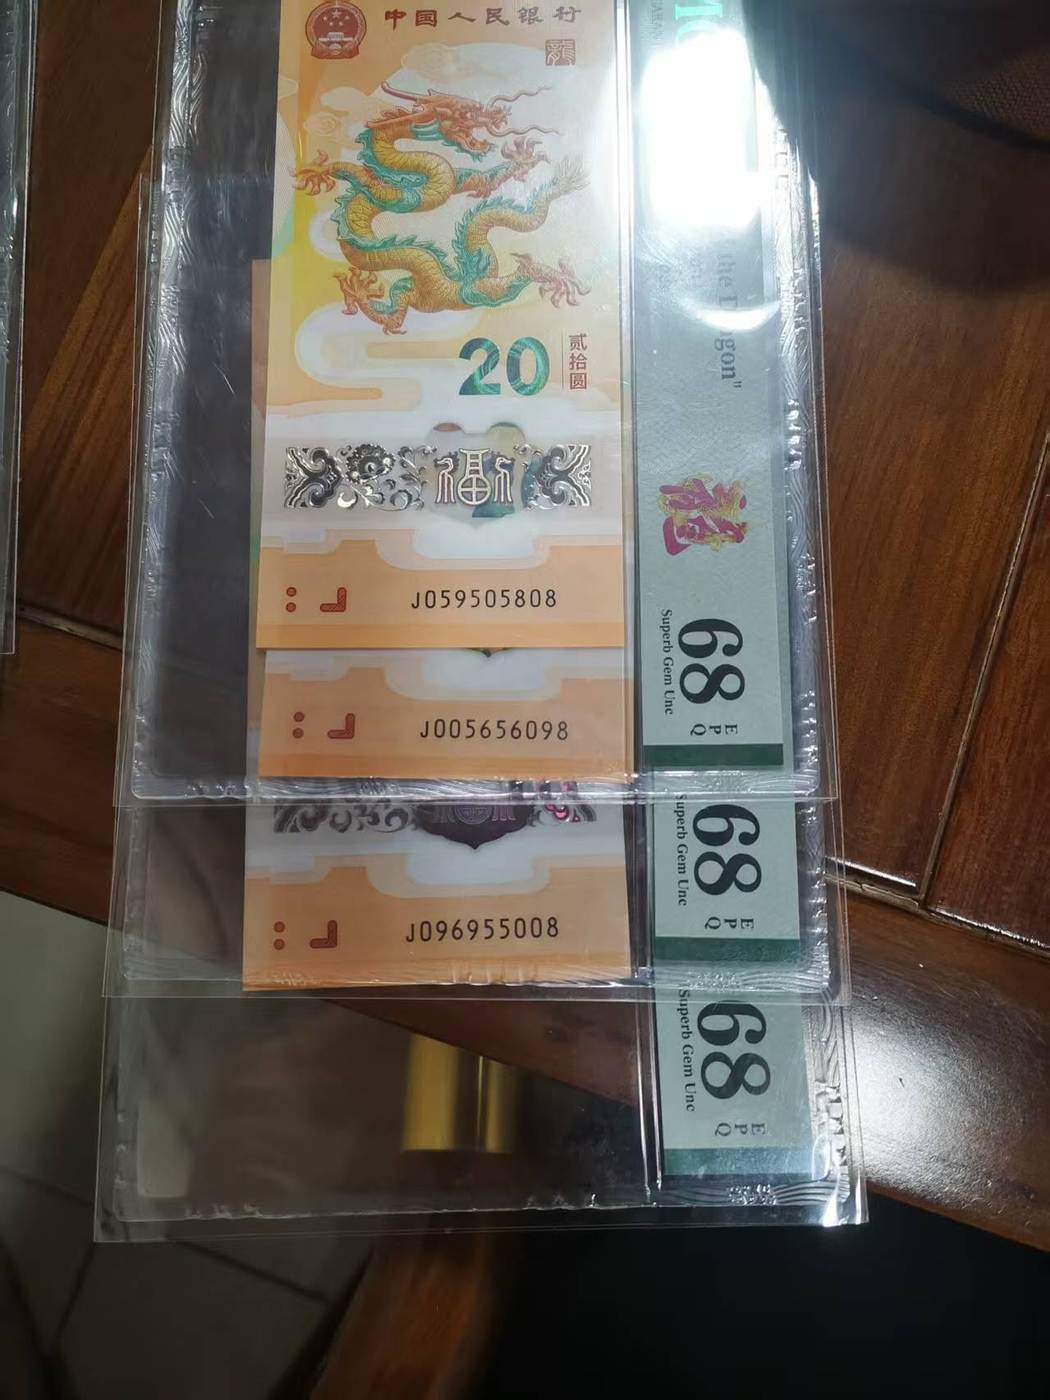 中国人民银行
龍
20
贰拾圆
福
J059505808
J005656098
J096955008
the Dragon"
68
EPQ
Superb Gem Unc
68
EPQ
Superb Gem Unc
68
EPQ
Superb Gem Unc